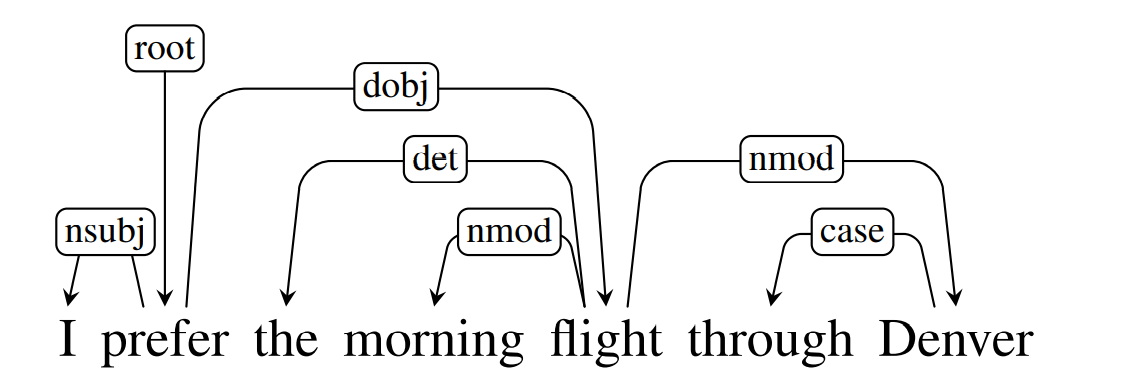 root
dobj
det
nmod
nsubj
nmod
case
I prefer the morning flight through Denver